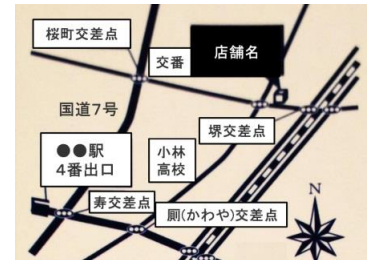 桜町交差点
交番
店舗名
国道7号
堺交差点
●●駅
4番出口
小林
高校
寿交差点
厠(かわや)交差点
N